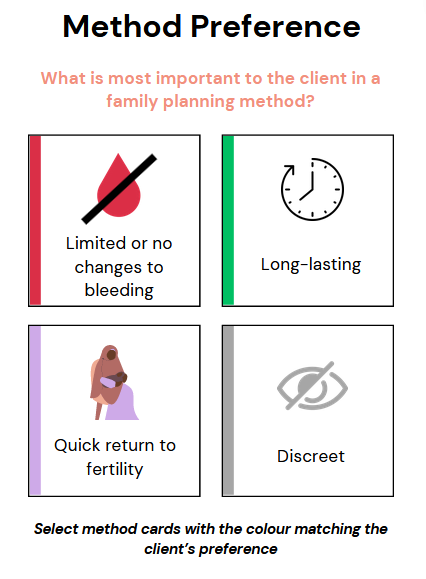 Method Preference
What is most important to the client in a
family planning method?
Limited or no
changes to
bleeding
Long-lasting
Quick return to
fertility
Discreet
Select method cards with the colour matching the
client's preference